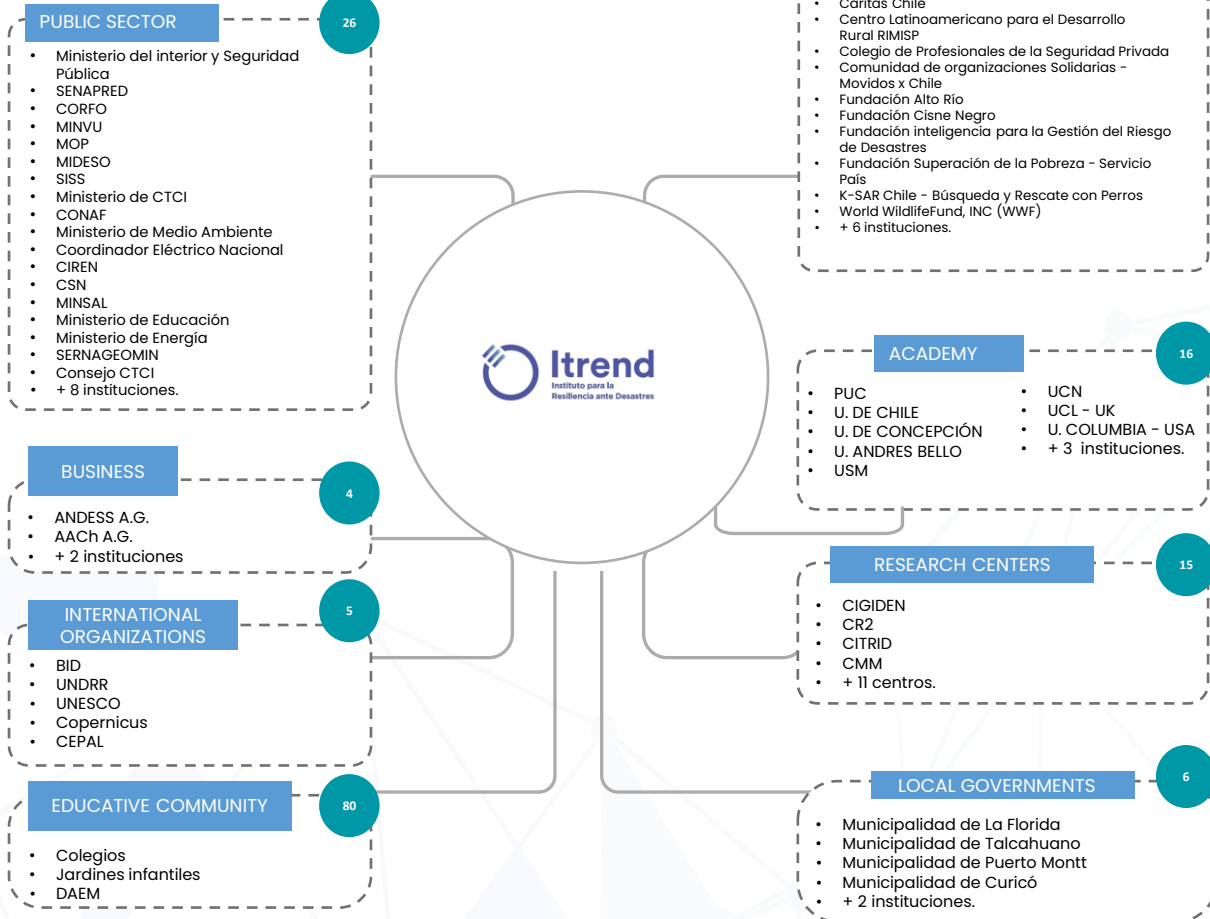 PUBLIC SECTOR
26
• Ministerio del interior y Seguridad
Pública
• SENAPRED
• CORFO
• MINVU
• MOP
• MIDESO
• SISS
• Ministerio de CTCI
• CONAF
• Ministerio de Medio Ambiente
• Coordinador Eléctrico Nacional
• CIREN
• CSN
• MINSAL
• Ministerio de Educación
• Ministerio de Energía
• SERNAGEOMIN
• Consejo CTCI
• + 8 instituciones.
BUSINESS
4
• ANDESS A.G.
• AACh A.G.
• + 2 instituciones
INTERNATIONAL
ORGANIZATIONS
5
• BID
• UNDRR
• UNESCO
• Copernicus
• CEPAL
EDUCATIVE COMMUNITY
80
• Colegios
• Jardines infantiles
• DAEM
Itrend
Instituto para la
Resiliencia ante Desastres
• Caritas Chile
• Centro Latinoamericano para el Desarrollo
Rural RIMISP
• Colegio de Profesionales de la Seguridad Privada
• Comunidad de organizaciones Solidarias -
Movidos x Chile
• Fundación Alto Río
• Fundación Cisne Negro
• Fundación inteligencia para la Gestión del Riesgo
de Desastres
• Fundación Superación de la Pobreza - Servicio
País
• K-SAR Chile - Búsqueda y Rescate con Perros
• World WildlifeFund, INC (WWF)
• + 6 instituciones.
ACADEMY
16
• PUC
• U. DE CHILE
• U. DE CONCEPCIÓN
• U. ANDRES BELLO
• USM
• UCN
• UCL - UK
• U. COLUMBIA - USA
• + 3 instituciones.
RESEARCH CENTERS
15
• CIGIDEN
• CR2
• CITRID
• CMM
• + 11 centros.
LOCAL GOVERNMENTS
6
• Municipalidad de La Florida
• Municipalidad de Talcahuano
• Municipalidad de Puerto Montt
• Municipalidad de Curicó
• + 2 instituciones.